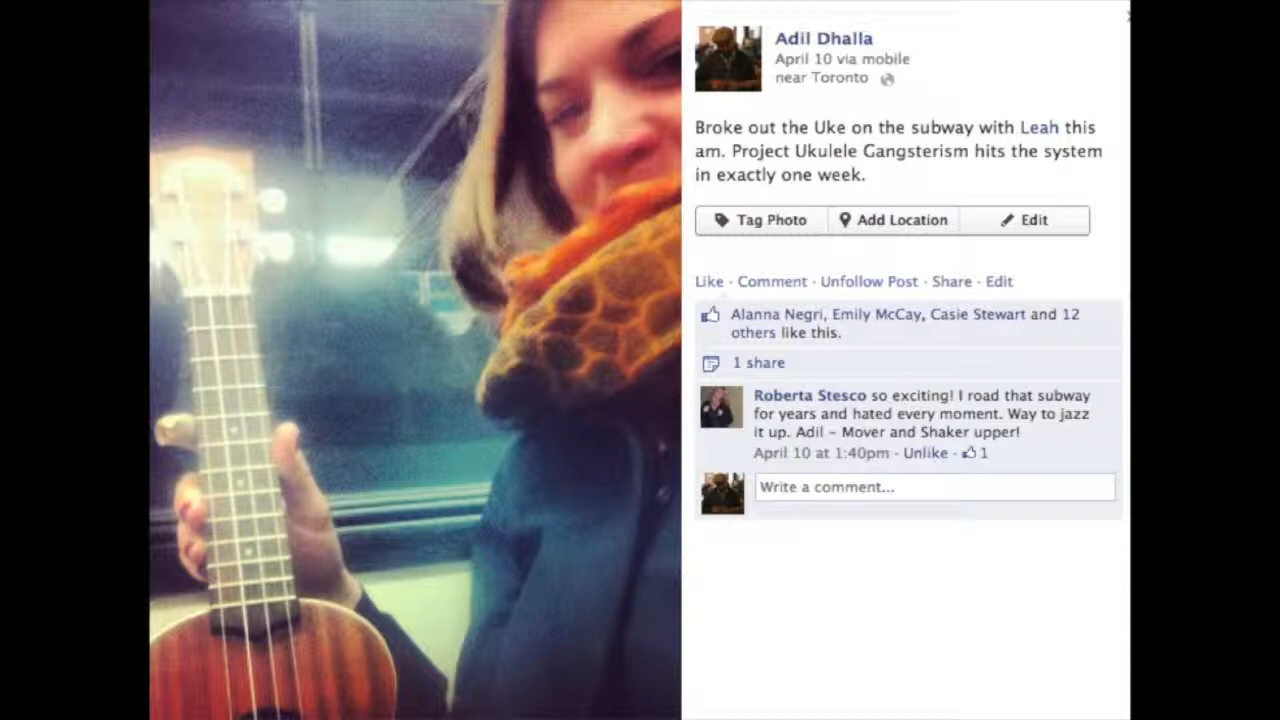 Adil Dhalla
April 10 via mobile
near Toronto
Broke out the Uke on the subway with Leah this
am. Project Ukulele Gangsterism hits the system
in exactly one week.
Tag Photo Add Location Edit
Like · Comment · Unfollow Post · Share · Edit
Alanna Negri, Emily McCay, Casie Stewart and 12
others like this.
1 share
Roberta Stesco so exciting! I road that subway
for years and hated every moment. Way to jazz
it up. Adil – Mover and Shaker upper!
April 10 at 1:40pm · Unlike · 1
Write a comment...